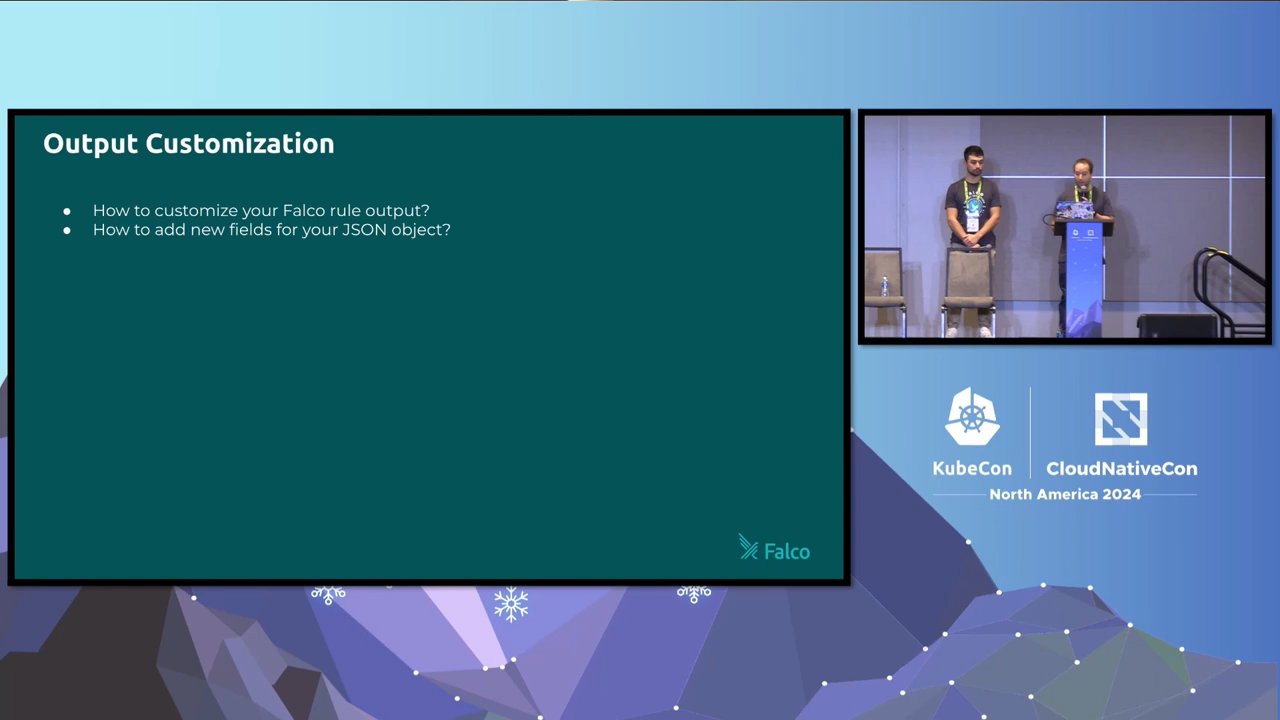 Output Customization
● How to customize your Falco rule output?
● How to add new fields for your JSON object?
Falco
KubeCon
CloudNativeCon
North America 2024